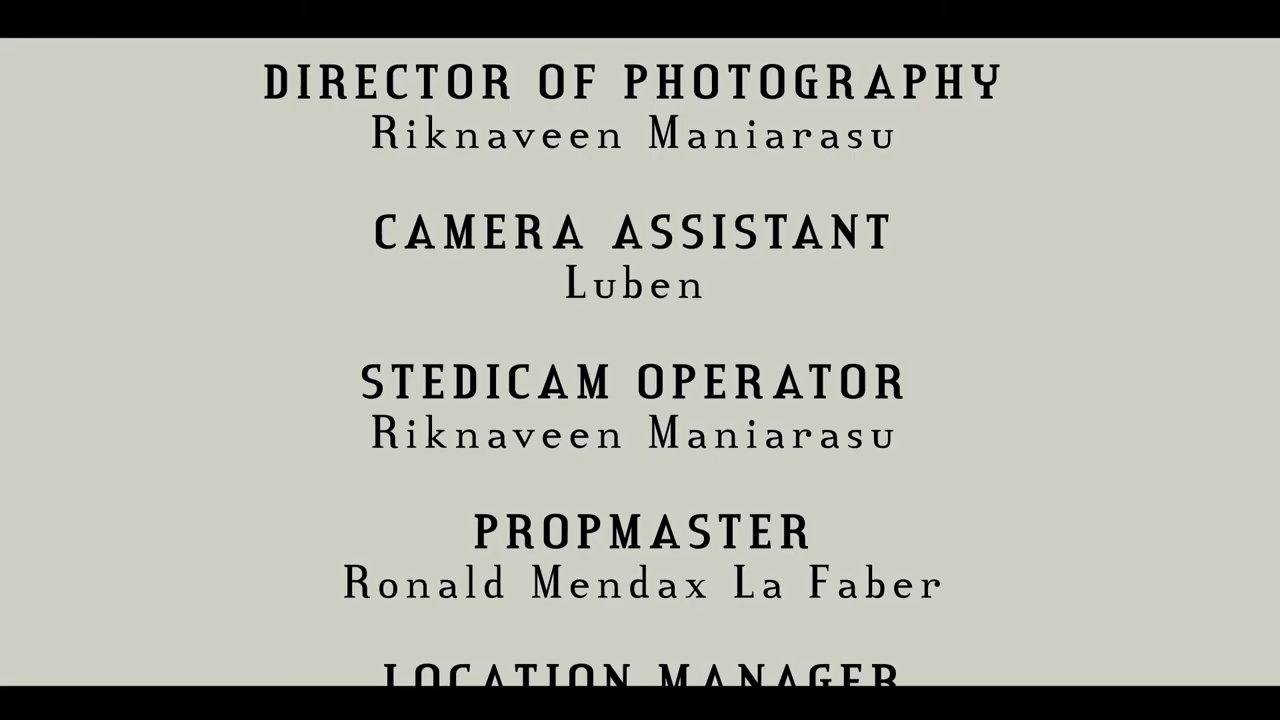 DIRECTOR OF PHOTOGRAPHY
Riknaveen Maniarasu
CAMERA ASSISTANT
Luben
STEDICAM OPERATOR
Riknaveen Maniarasu
PROPMASTER
Ronald Mendax La Faber
LOCATION MANAGER